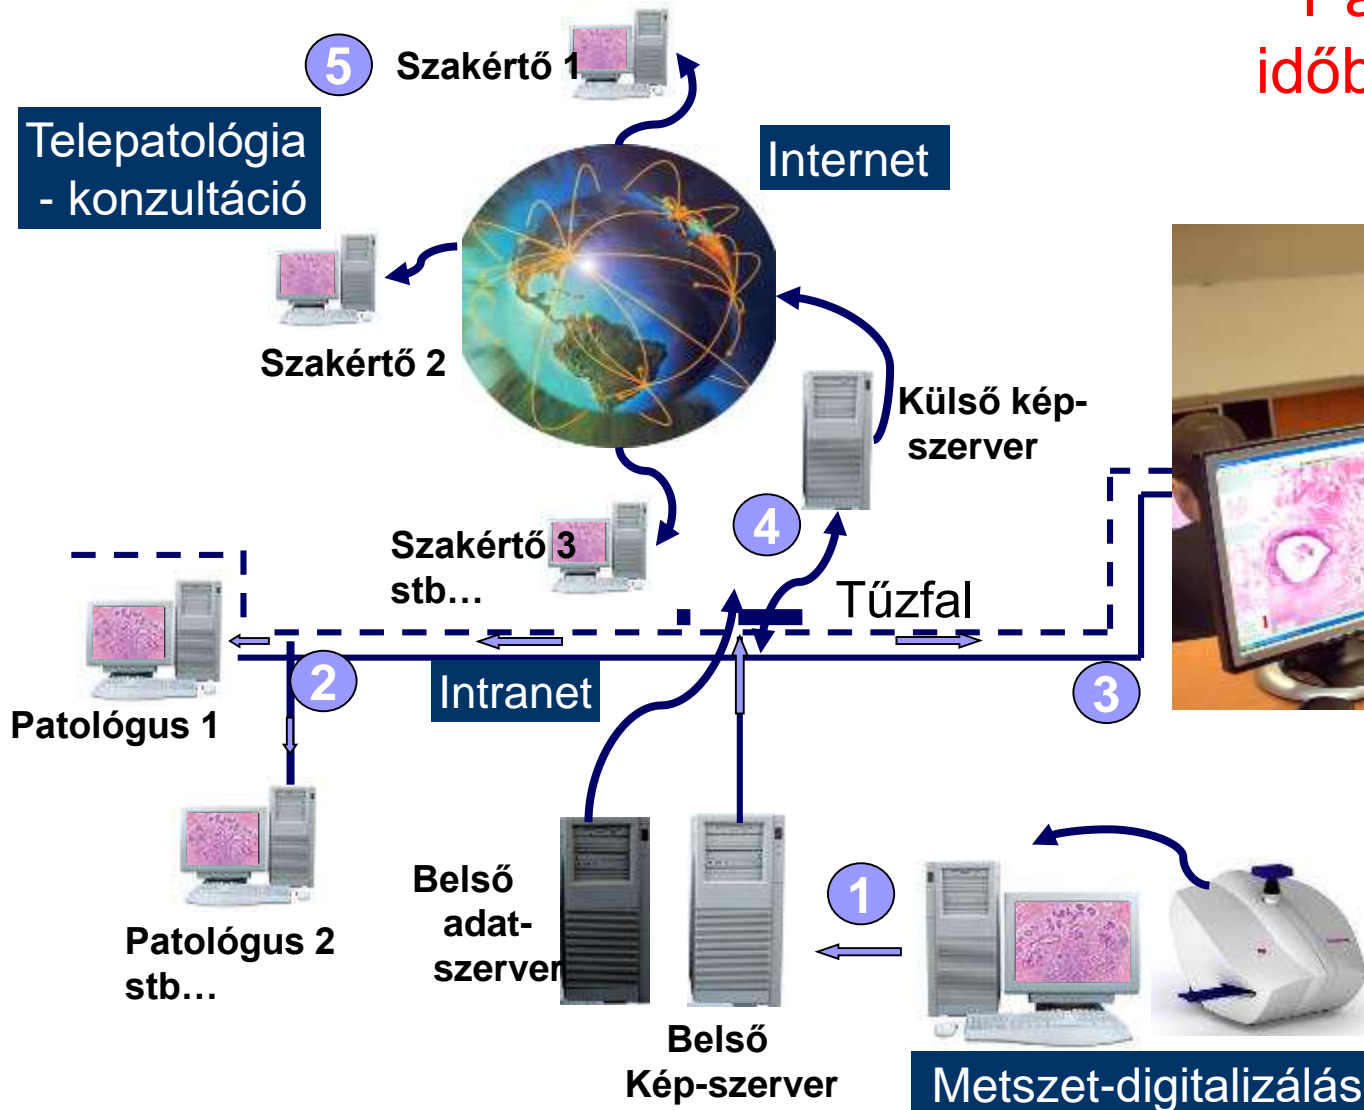 5
Szakértő 1
időb
Telepatológia
- konzultáció
Internet
Szakértő 2
Külső kép-
szerver
4
Szakértő 3
stb…
Tűzfal
2
Intranet
3
Patológus 1
1
Belső
adat-
szerver
Patológus 2
stb…
Belső
Kép-szerver
Metszet-digitalizálás